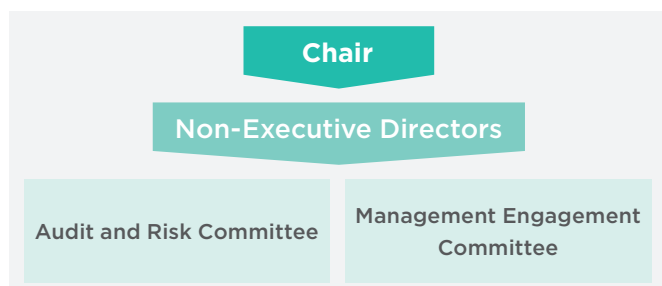 Chair
Non-Executive Directors
Audit and Risk Committee
Management Engagement
Committee